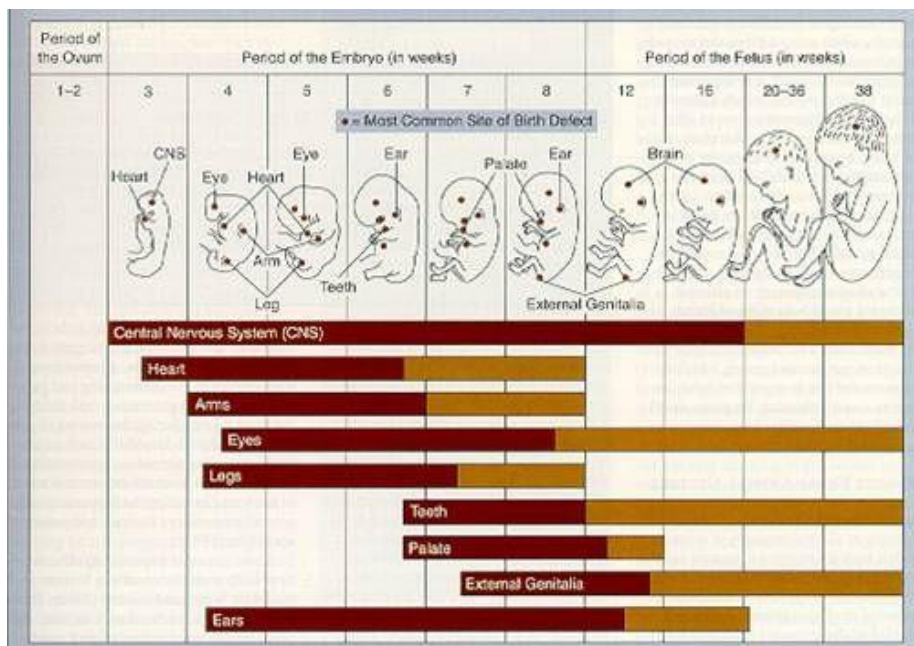 Period of
the Ovum
Period of the Embryo (in weeks)
Period of the Fetus (in weeks)
1–2
3
4
5
6
7
8
12
16
20–36
38
• = Most Common Site of Birth Defect
CNS
Heart
Eye
Heart
Eye
Ear
Palate
Ear
Brain
Arm
Teeth
Leg
External Genitalia
Central Nervous System (CNS)
Heart
Arms
Eyes
Legs
Teeth
Palate
External Genitalia
Ears